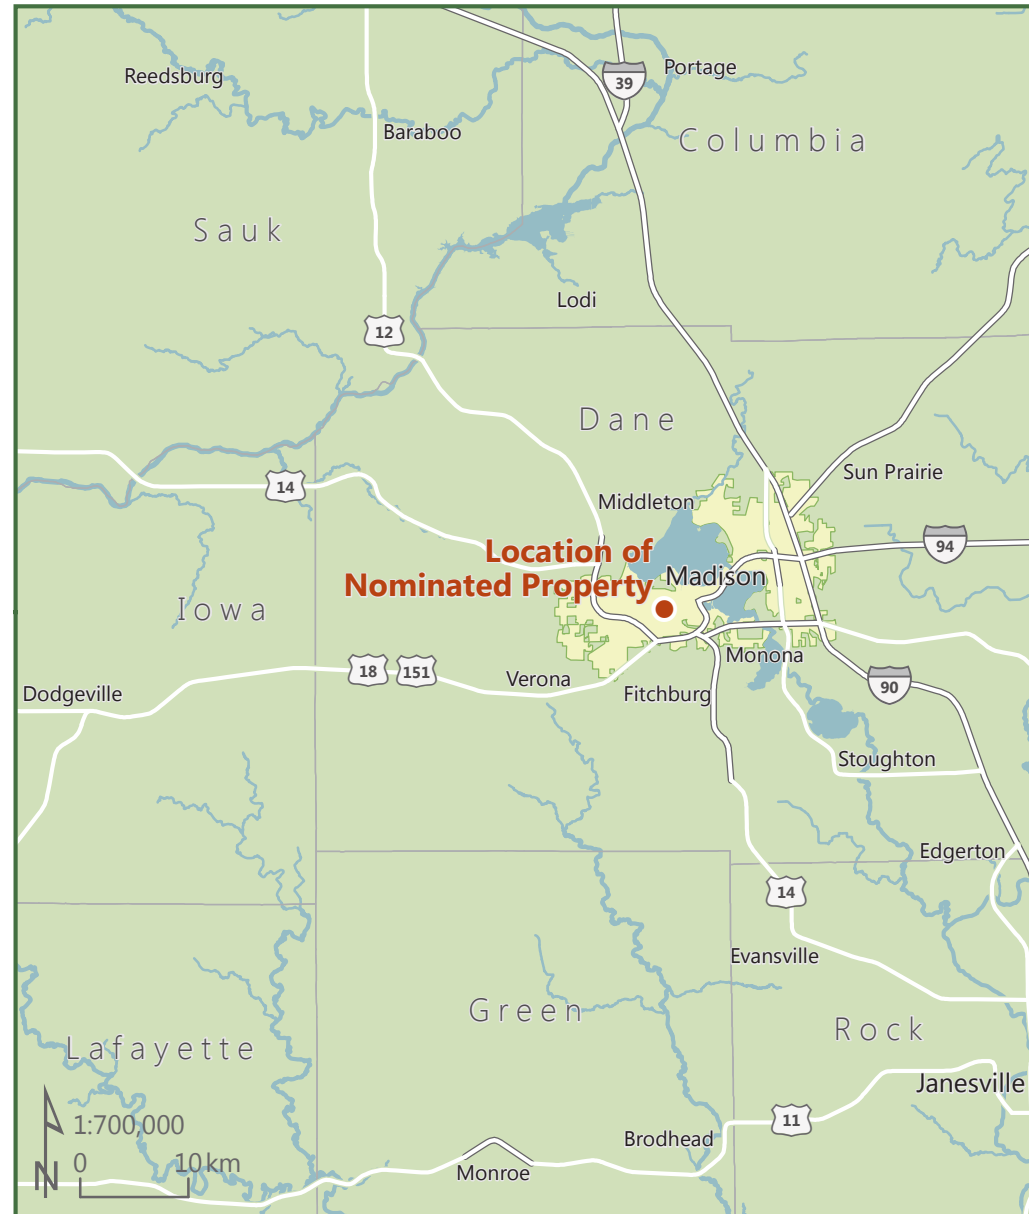 Reedsburg
Portage
39
Baraboo
Columbia
Sauk
Lodi
12
Dane
Sun Prairie
14
Middleton
94
Location of
Nominated Property
Madison
Iowa
18
151
Verona
Monona
Dodgeville
Fitchburg
90
Stoughton
Edgerton
14
Evansville
Green
Rock
Lafayette
Janesville
1:700,000
11
Brodhead
0
10 km
N
Monroe